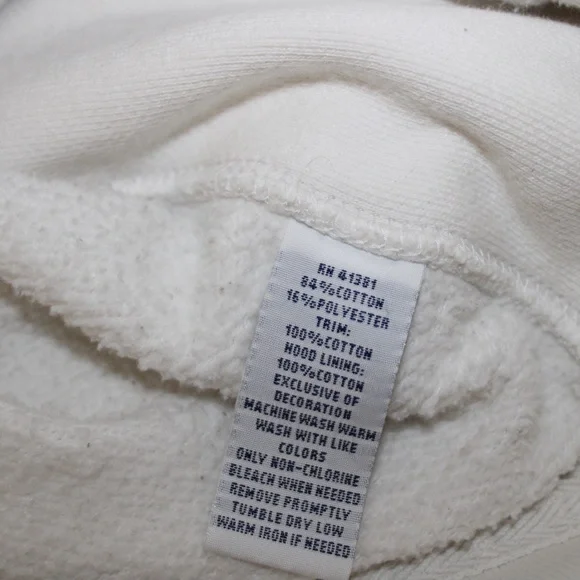 RN 41381
84%COTTON
16%POLYESTER
TRIM:
100%COTTON
HOOD LINING:
100%COTTON
EXCLUSIVE OF
DECORATION
MACHINE WASH WARM
WASH WITH LIKE
COLORS
ONLY NON-CHLORINE
BLEACH WHEN NEEDED
REMOVE PROMPTLY
TUMBLE DRY LOW
WARM IRON IF NEEDED